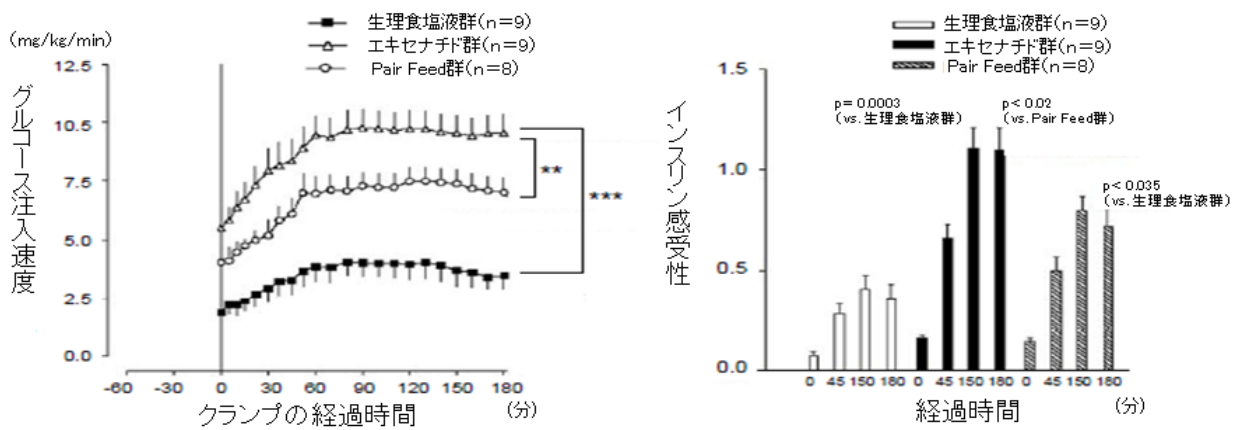 生理食塩液群(n=9)
エキセナチド群(n=9)
Pair Feed群(n=8)
(mg/kg/min)
グルコース注入速度
12.5
10.5
7.5
5.0
2.5
0.0
**
***
-60 -30 0 30 60 90 120 150 180
クランプの経過時間 (分)
生理食塩液群(n=9)
エキセナチド群(n=9)
Pair Feed群(n=8)
インスリン感受性
1.5
1.0
0.5
0.0
p=0.0003
(vs.生理食塩液群)
p<0.02
(vs.Pair Feed群)
p<0.035
(vs.生理食塩液群)
0 45 150 180 0 45 150 180 0 45 150 180
経過時間 (分)